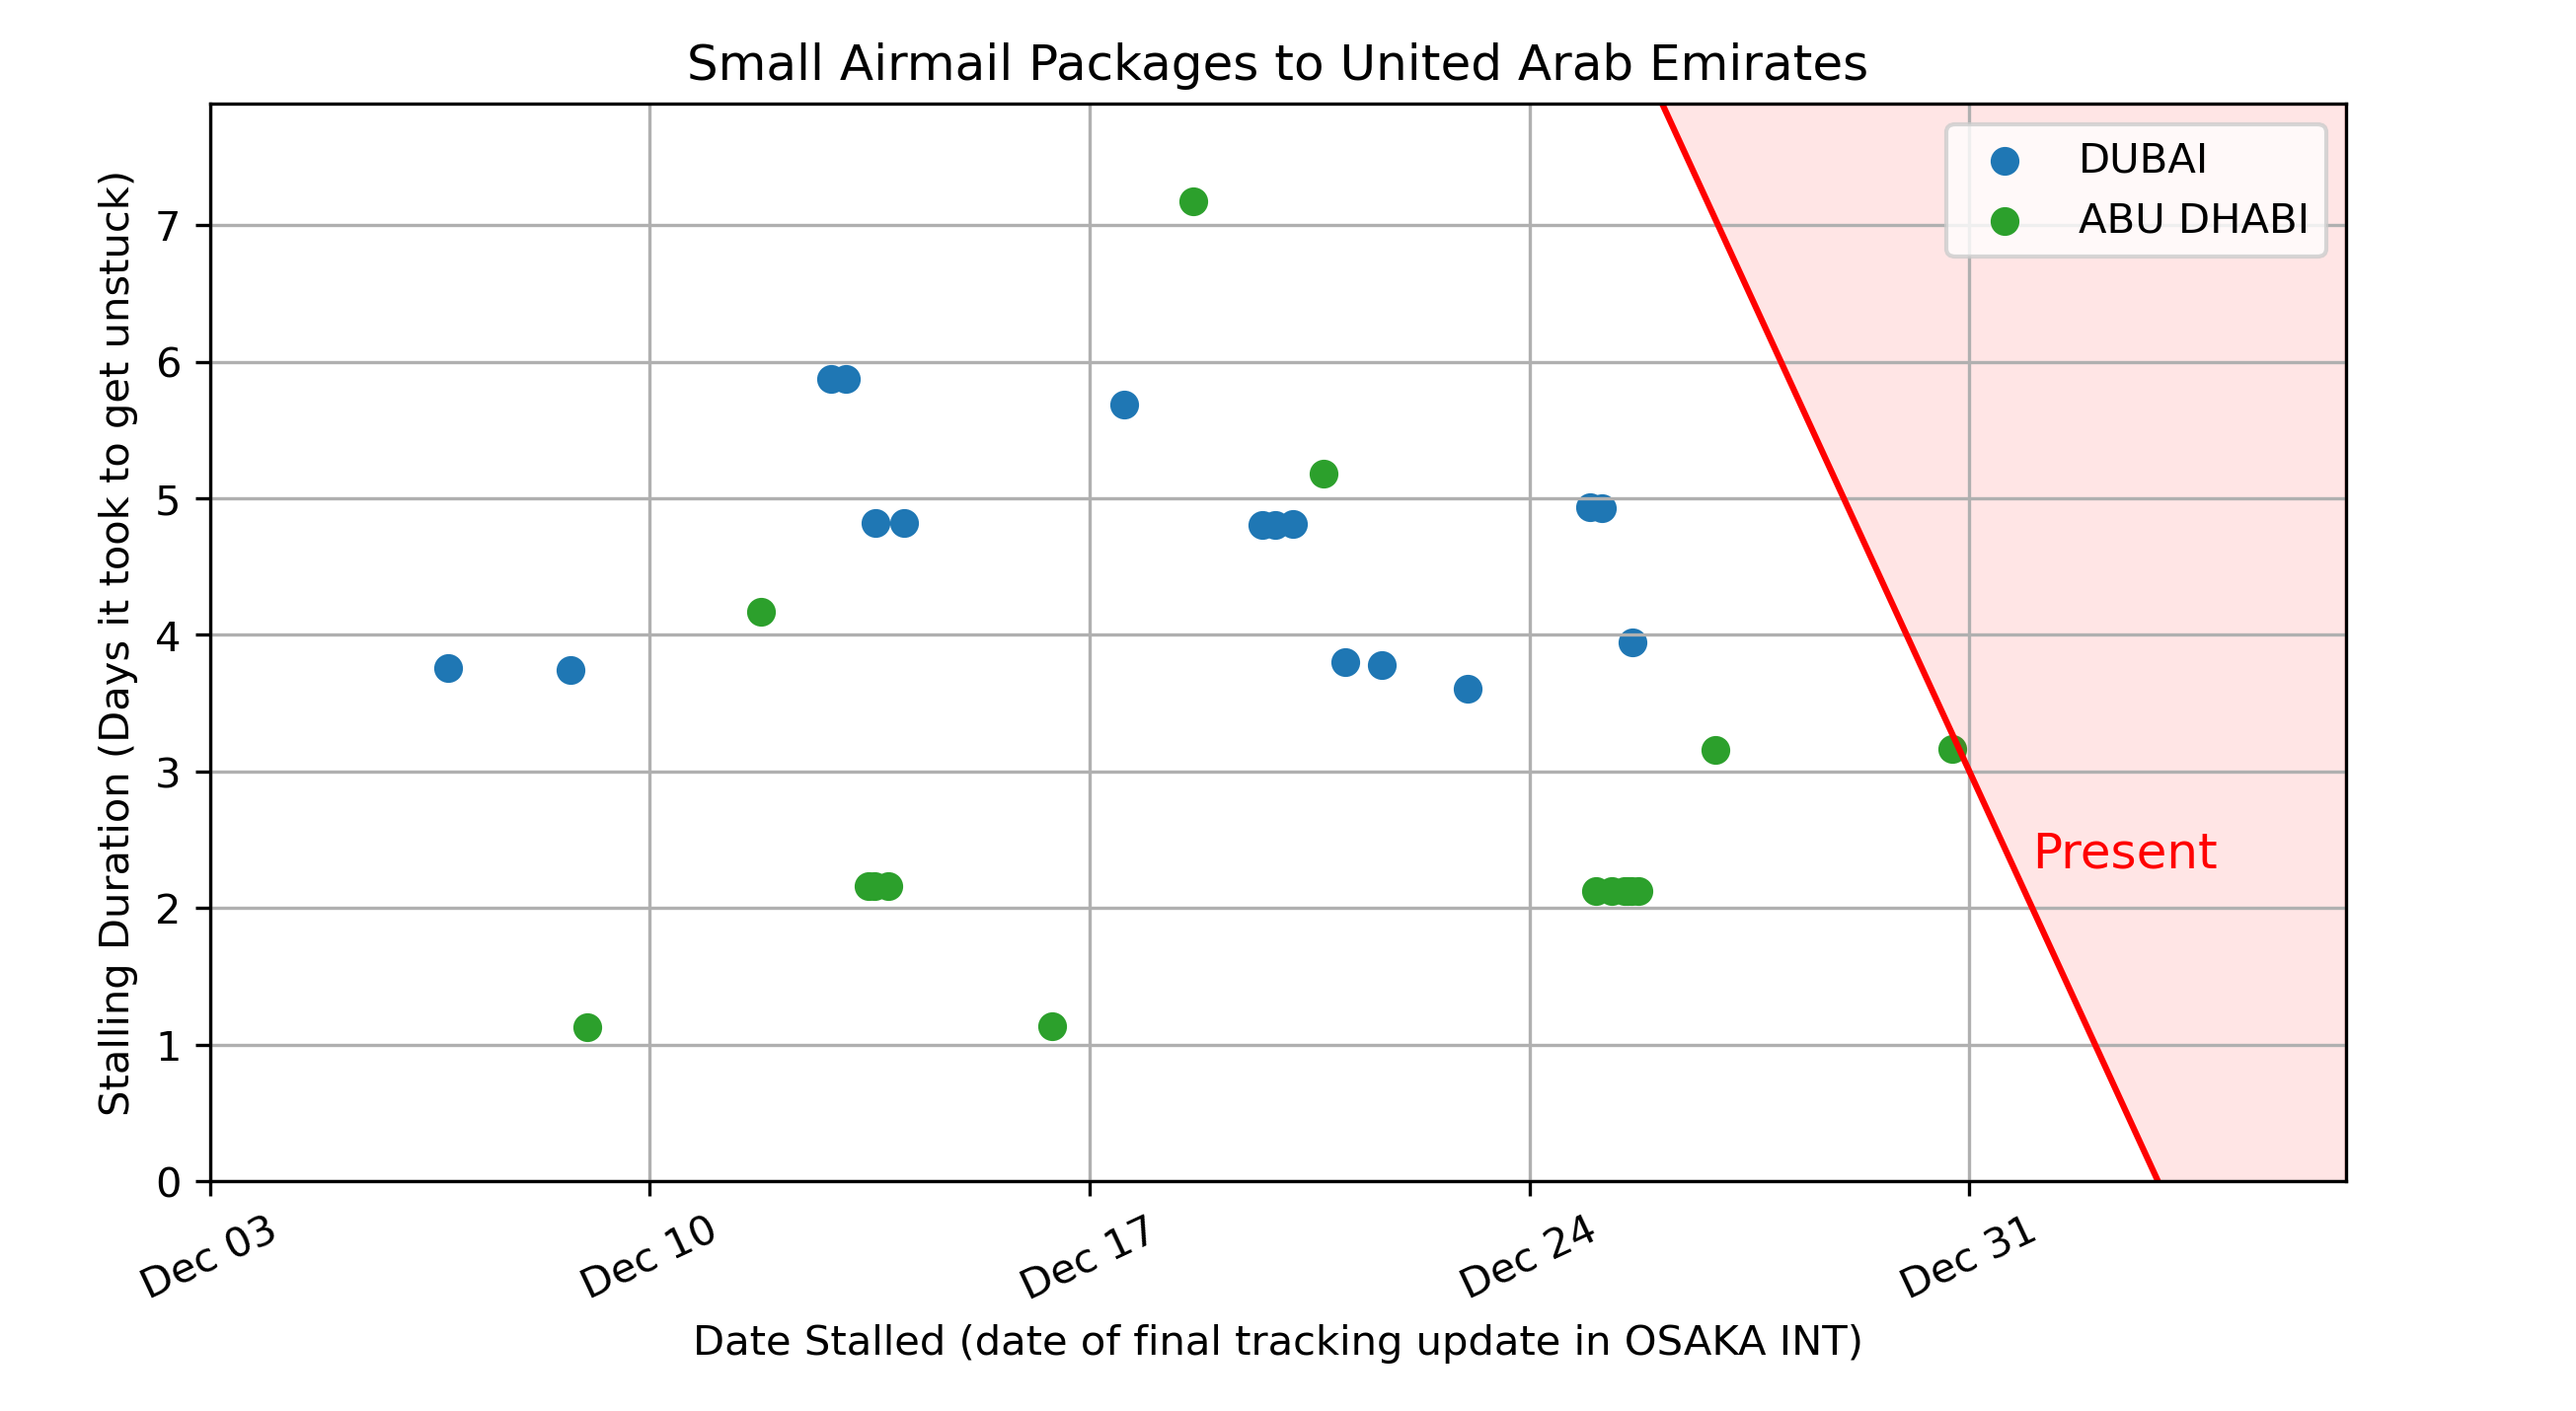 Small Airmail Packages to United Arab Emirates
DUBAI
ABU DHABI
Stalling Duration (Days it took to get unstuck)
7
6
5
4
3
2
1
0
Present
Dec 03
Dec 10
Dec 17
Dec 24
Dec 31
Date Stalled (date of final tracking update in OSAKA INT)